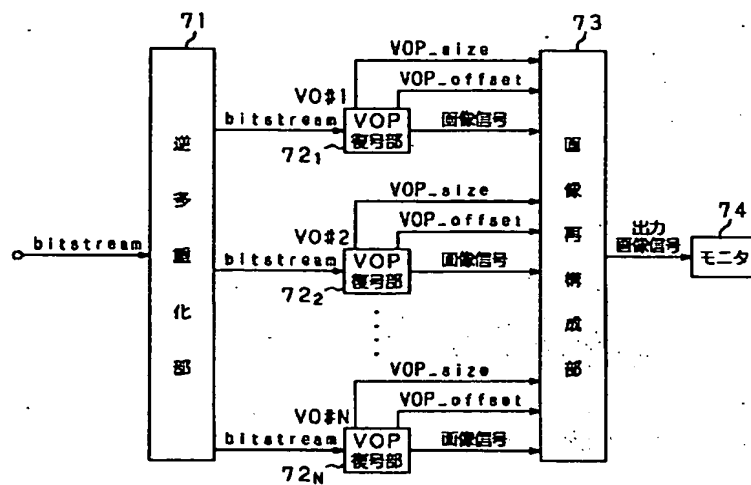 71
73
VOP_size
VOP_offset
VO#1
bitstream
VOP
復号部
画像信号
72₁
逆多重化部
画像再構成部
VOP_size
VOP_offset
VO#2
bitstream
bitstream
VOP
復号部
画像信号
72₂
出力
画像信号
74
モニタ
VOP_size
VOP_offset
VO#N
bitstream
VOP
復号部
画像信号
72N